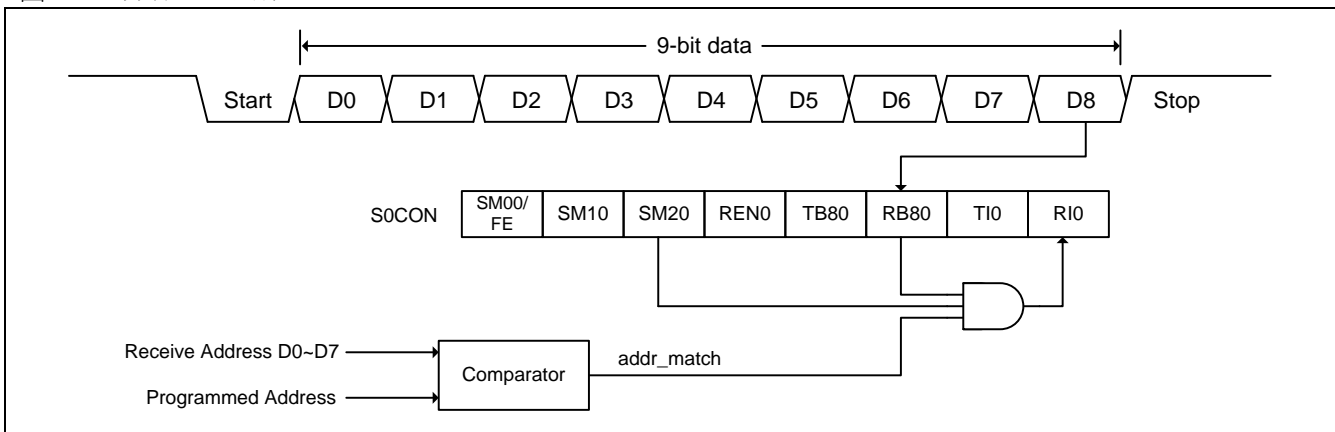 9-bit data
Start D0 D1 D2 D3 D4 D5 D6 D7 D8 Stop
S0CON SM00/FE SM10 SM20 REN0 TB80 RB80 TI0 RI0
Receive Address D0~D7
addr_match
Comparator
Programmed Address